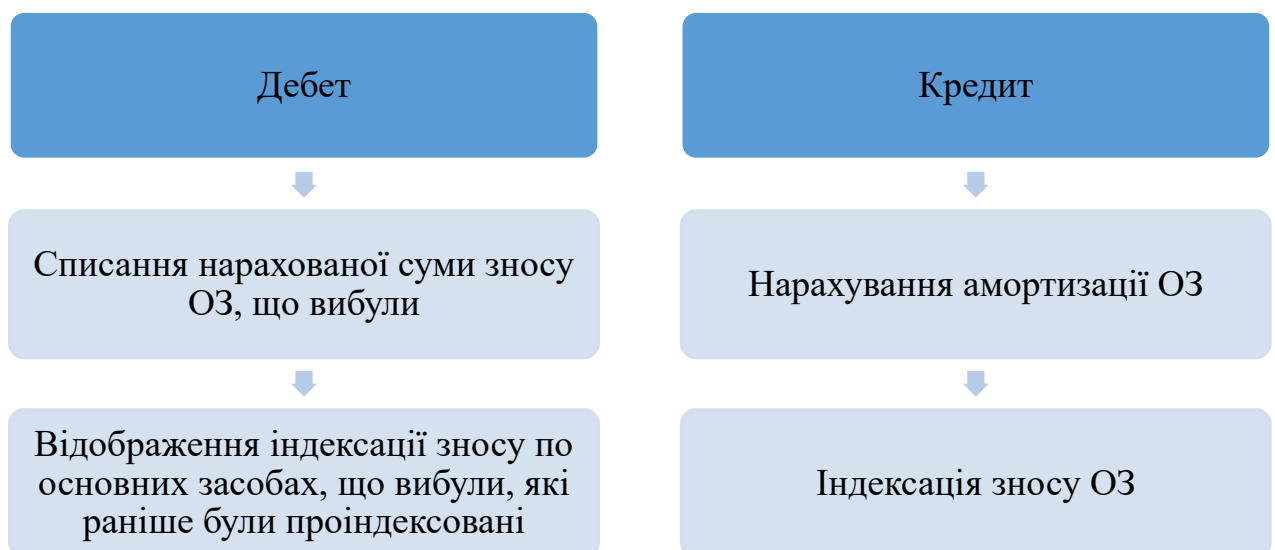 Дебет
Кредит
Списання нарахованої суми зносу
ОЗ, що вибули
Нарахування амортизації ОЗ
Відображення індексації зносу по
основних засобах, що вибули, які
раніше були проіндексовані
Індексація зносу ОЗ